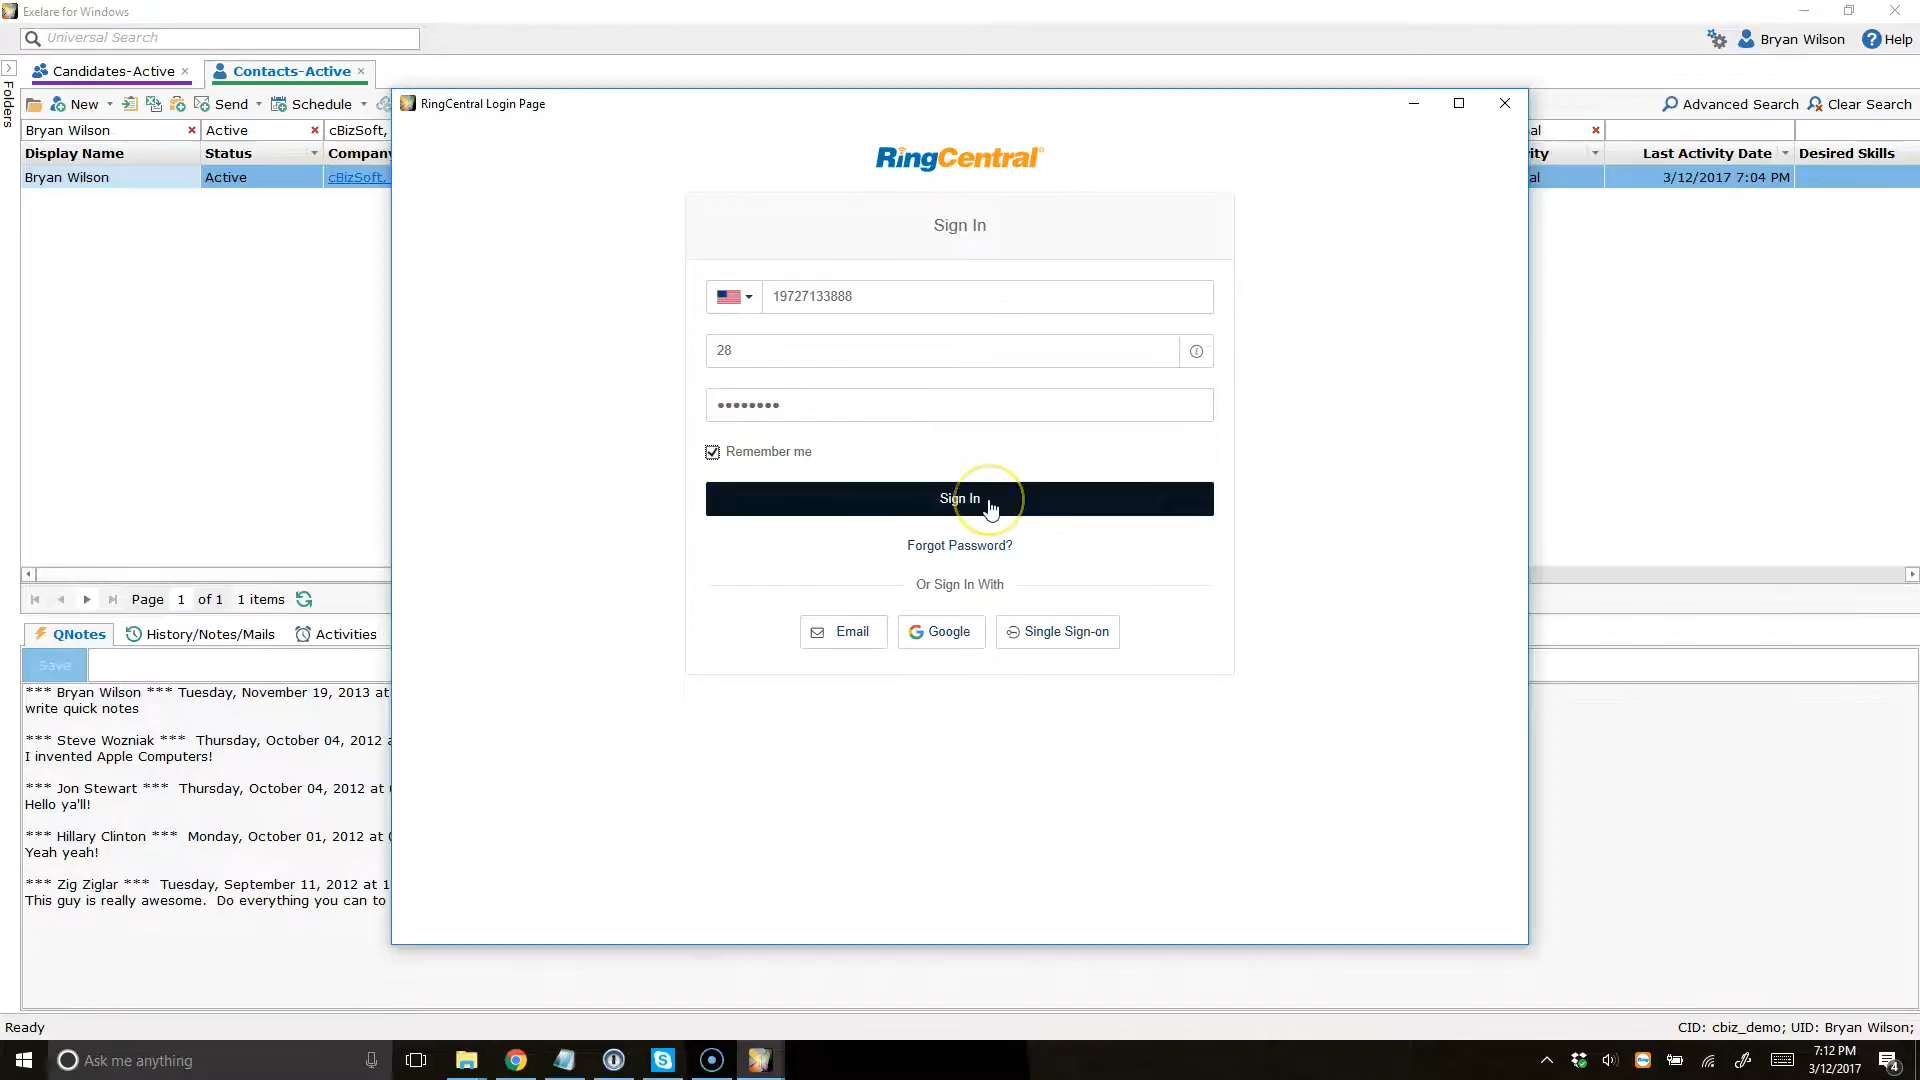 Exelare for Windows
Universal Search
Bryan Wilson
Help
Candidates-Active
Contacts-Active
Folders
New
Send
Schedule
Advanced Search
Clear Search
Bryan Wilson
Active
cBizSoft,
al
Display Name
Status
Company
ity
Last Activity Date
Desired Skills
Bryan Wilson
Active
cBizSoft,
al
3/12/2017 7:04 PM
RingCentral Login Page
RingCentral®
Sign In
19727133888
28
••••••••
Remember me
Sign In
Forgot Password?
Or Sign In With
Email
Google
Single Sign-on
Page 1 of 1 1 items
QNotes
History/Notes/Mails
Activities
Save
*** Bryan Wilson *** Tuesday, November 19, 2013 at
write quick notes
*** Steve Wozniak *** Thursday, October 04, 2012
I invented Apple Computers!
*** Jon Stewart *** Thursday, October 04, 2012 at
Hello ya'll!
*** Hillary Clinton *** Monday, October 01, 2012 at
Yeah yeah!
*** Zig Ziglar *** Tuesday, September 11, 2012 at 1
This guy is really awesome. Do everything you can to
Ready
CID: cbiz_demo; UID: Bryan Wilson;
Ask me anything
7:12 PM
3/12/2017
4